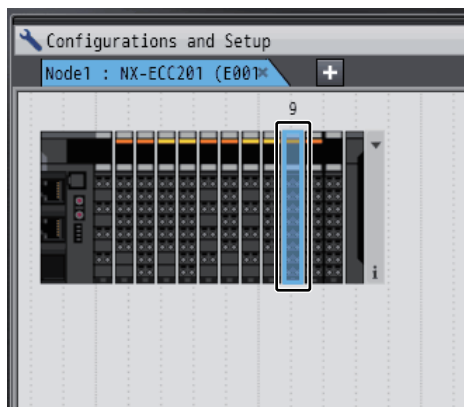 Configurations and Setup
Node1 : NX-ECC201 (E001
9
i